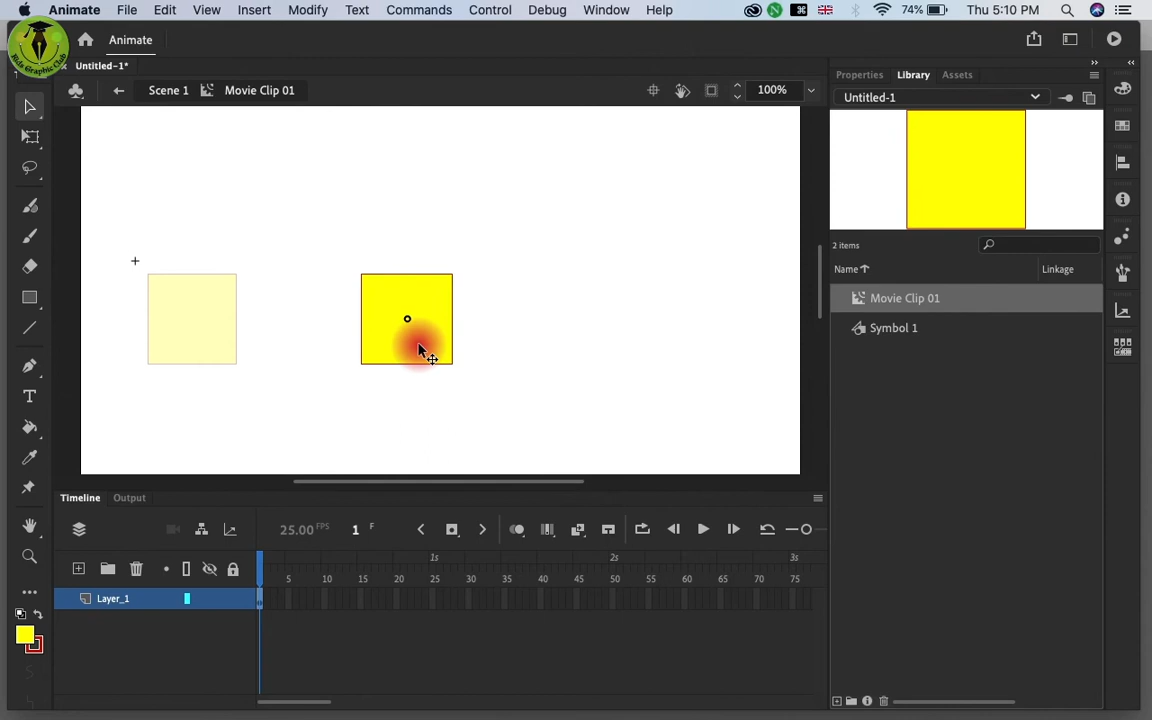 Animate File Edit View Insert Modify Text Commands Control Debug Window Help 74% Thu 5:10 PM
Animate
Untitled-1*
Scene 1 Movie Clip 01 100%
Properties Library Assets
Untitled-1
2 items
Name Linkage
Movie Clip 01
Symbol 1
Timeline Output
25.00 FPS 1 F
1s 2s 3s
5 10 15 20 25 30 35 40 45 50 55 60 65 70 75
Layer_1
Kids Graphic Club